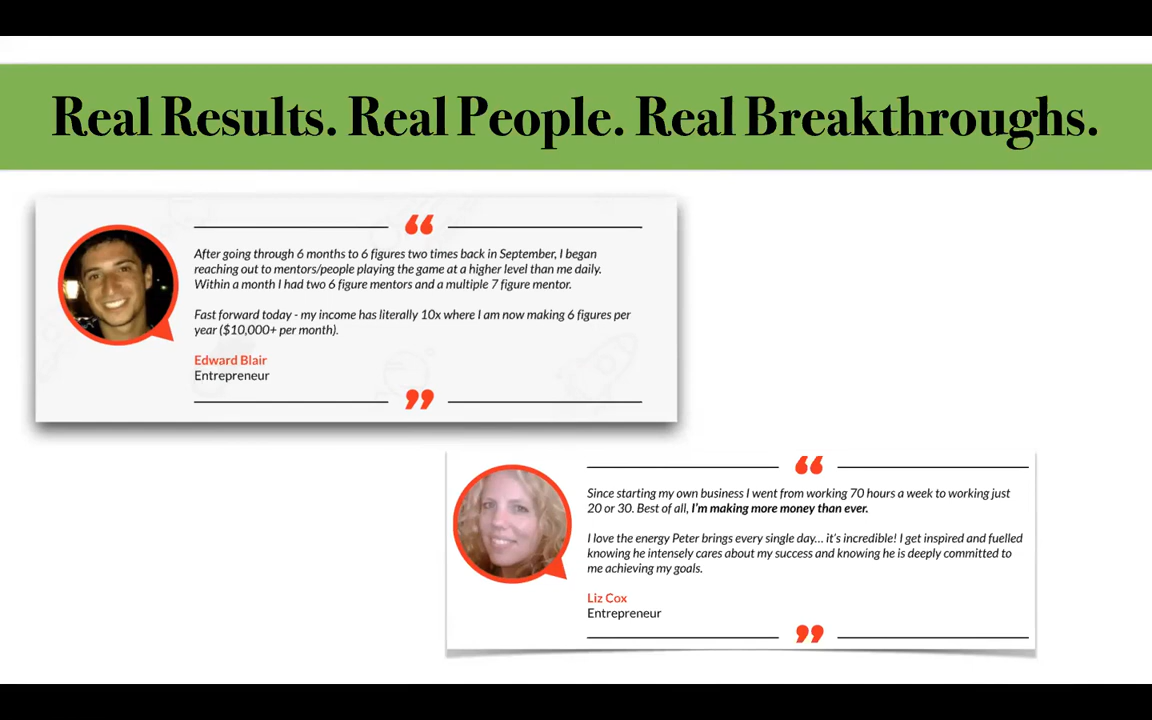 Real Results. Real People. Real Breakthroughs.
“
After going through 6 months to 6 figures two times back in September, I began
reaching out to mentors/people playing the game at a higher level than me daily.
Within a month I had two 6 figure mentors and a multiple 7 figure mentor.
Fast forward today - my income has literally 10x where I am now making 6 figures per
year ($10,000+ per month).
Edward Blair
Entrepreneur
”
“
Since starting my own business I went from working 70 hours a week to working just
20 or 30. Best of all, I’m making more money than ever.
I love the energy Peter brings every single day... it’s incredible! I get inspired and fuelled
knowing he intensely cares about my success and knowing he is deeply committed to
me achieving my goals.
Liz Cox
Entrepreneur
”